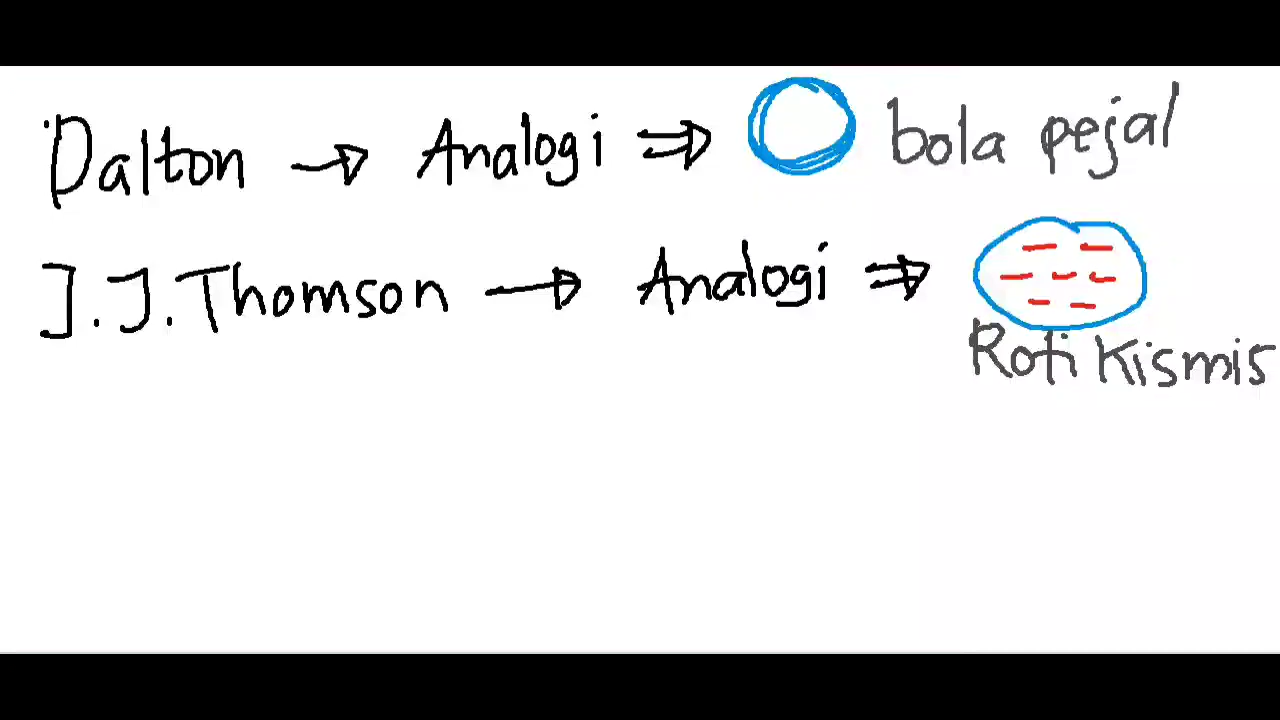 Dalton → Analogi ⇒ bola pejal
J.J. Thomson → Analogi ⇒
Roti Kismis